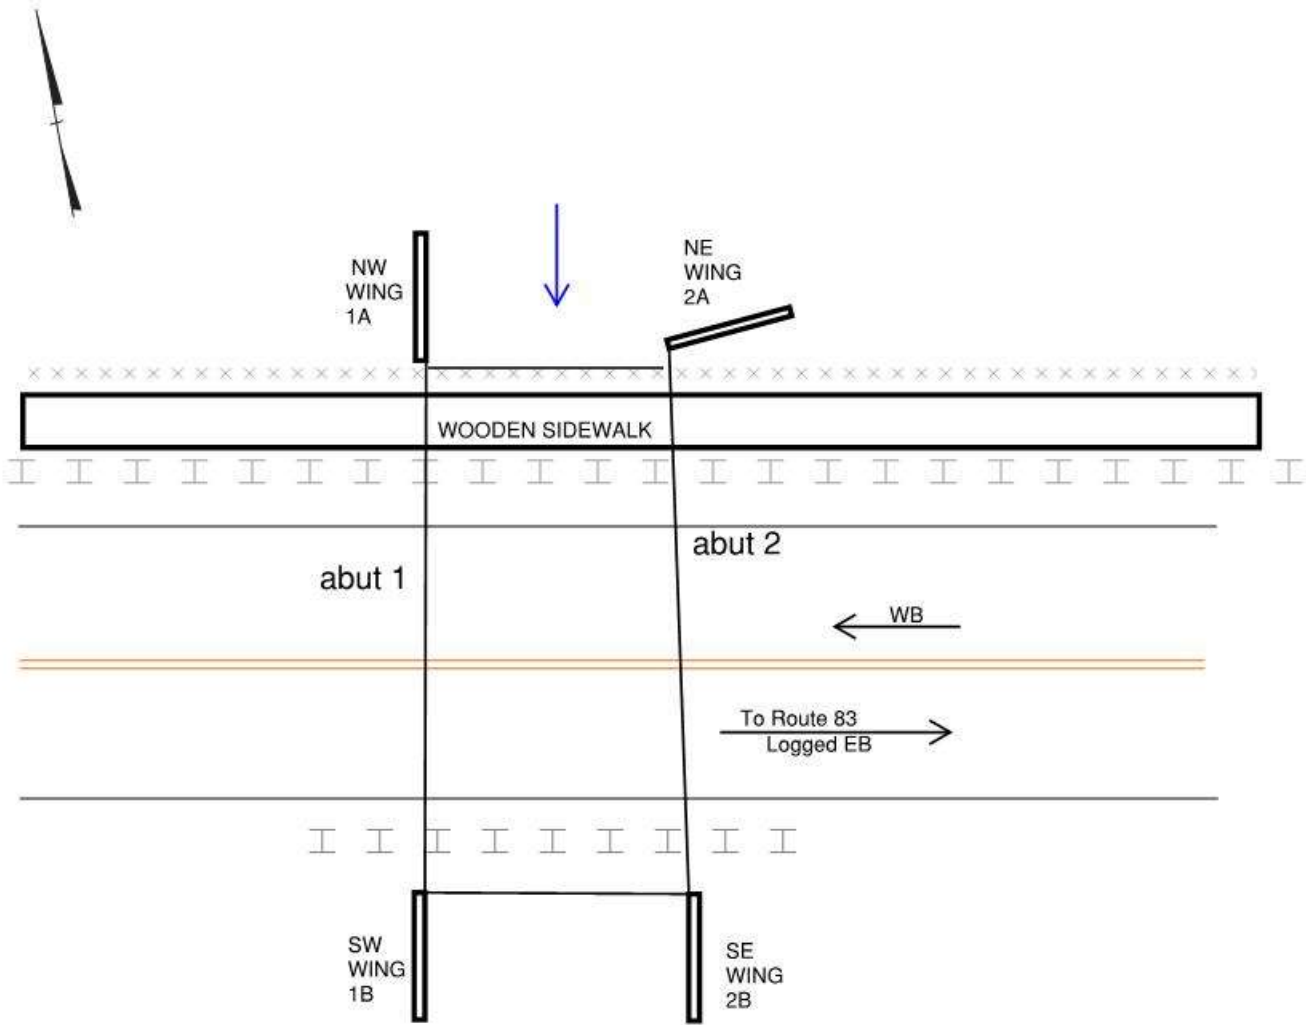 NW
WING
1A
NE
WING
2A
WOODEN SIDEWALK
abut 1
abut 2
WB
To Route 83
Logged EB
SW
WING
1B
SE
WING
2B